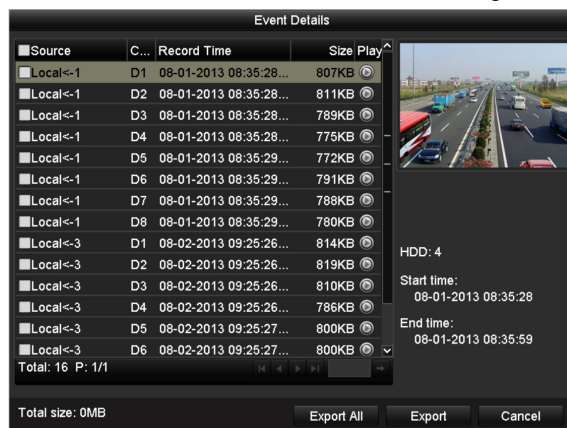 Event Details
Source C... Record Time Size Play
Local<-1 D1 08-01-2013 08:35:28... 807KB
Local<-1 D2 08-01-2013 08:35:28... 811KB
Local<-1 D3 08-01-2013 08:35:28... 789KB
Local<-1 D4 08-01-2013 08:35:28... 775KB
Local<-1 D5 08-01-2013 08:35:29... 772KB
Local<-1 D6 08-01-2013 08:35:29... 791KB
Local<-1 D7 08-01-2013 08:35:29... 788KB
Local<-1 D8 08-01-2013 08:35:29... 780KB
Local<-3 D1 08-02-2013 09:25:26... 814KB
Local<-3 D2 08-02-2013 09:25:26... 819KB
Local<-3 D3 08-02-2013 09:25:26... 810KB
Local<-3 D4 08-02-2013 09:25:26... 786KB
Local<-3 D5 08-02-2013 09:25:27... 800KB
Local<-3 D6 08-02-2013 09:25:27... 800KB
Total: 16 P: 1/1
HDD: 4
Start time:
08-01-2013 08:35:28
End time:
08-01-2013 08:35:59
Total size: 0MB
Export All
Export
Cancel